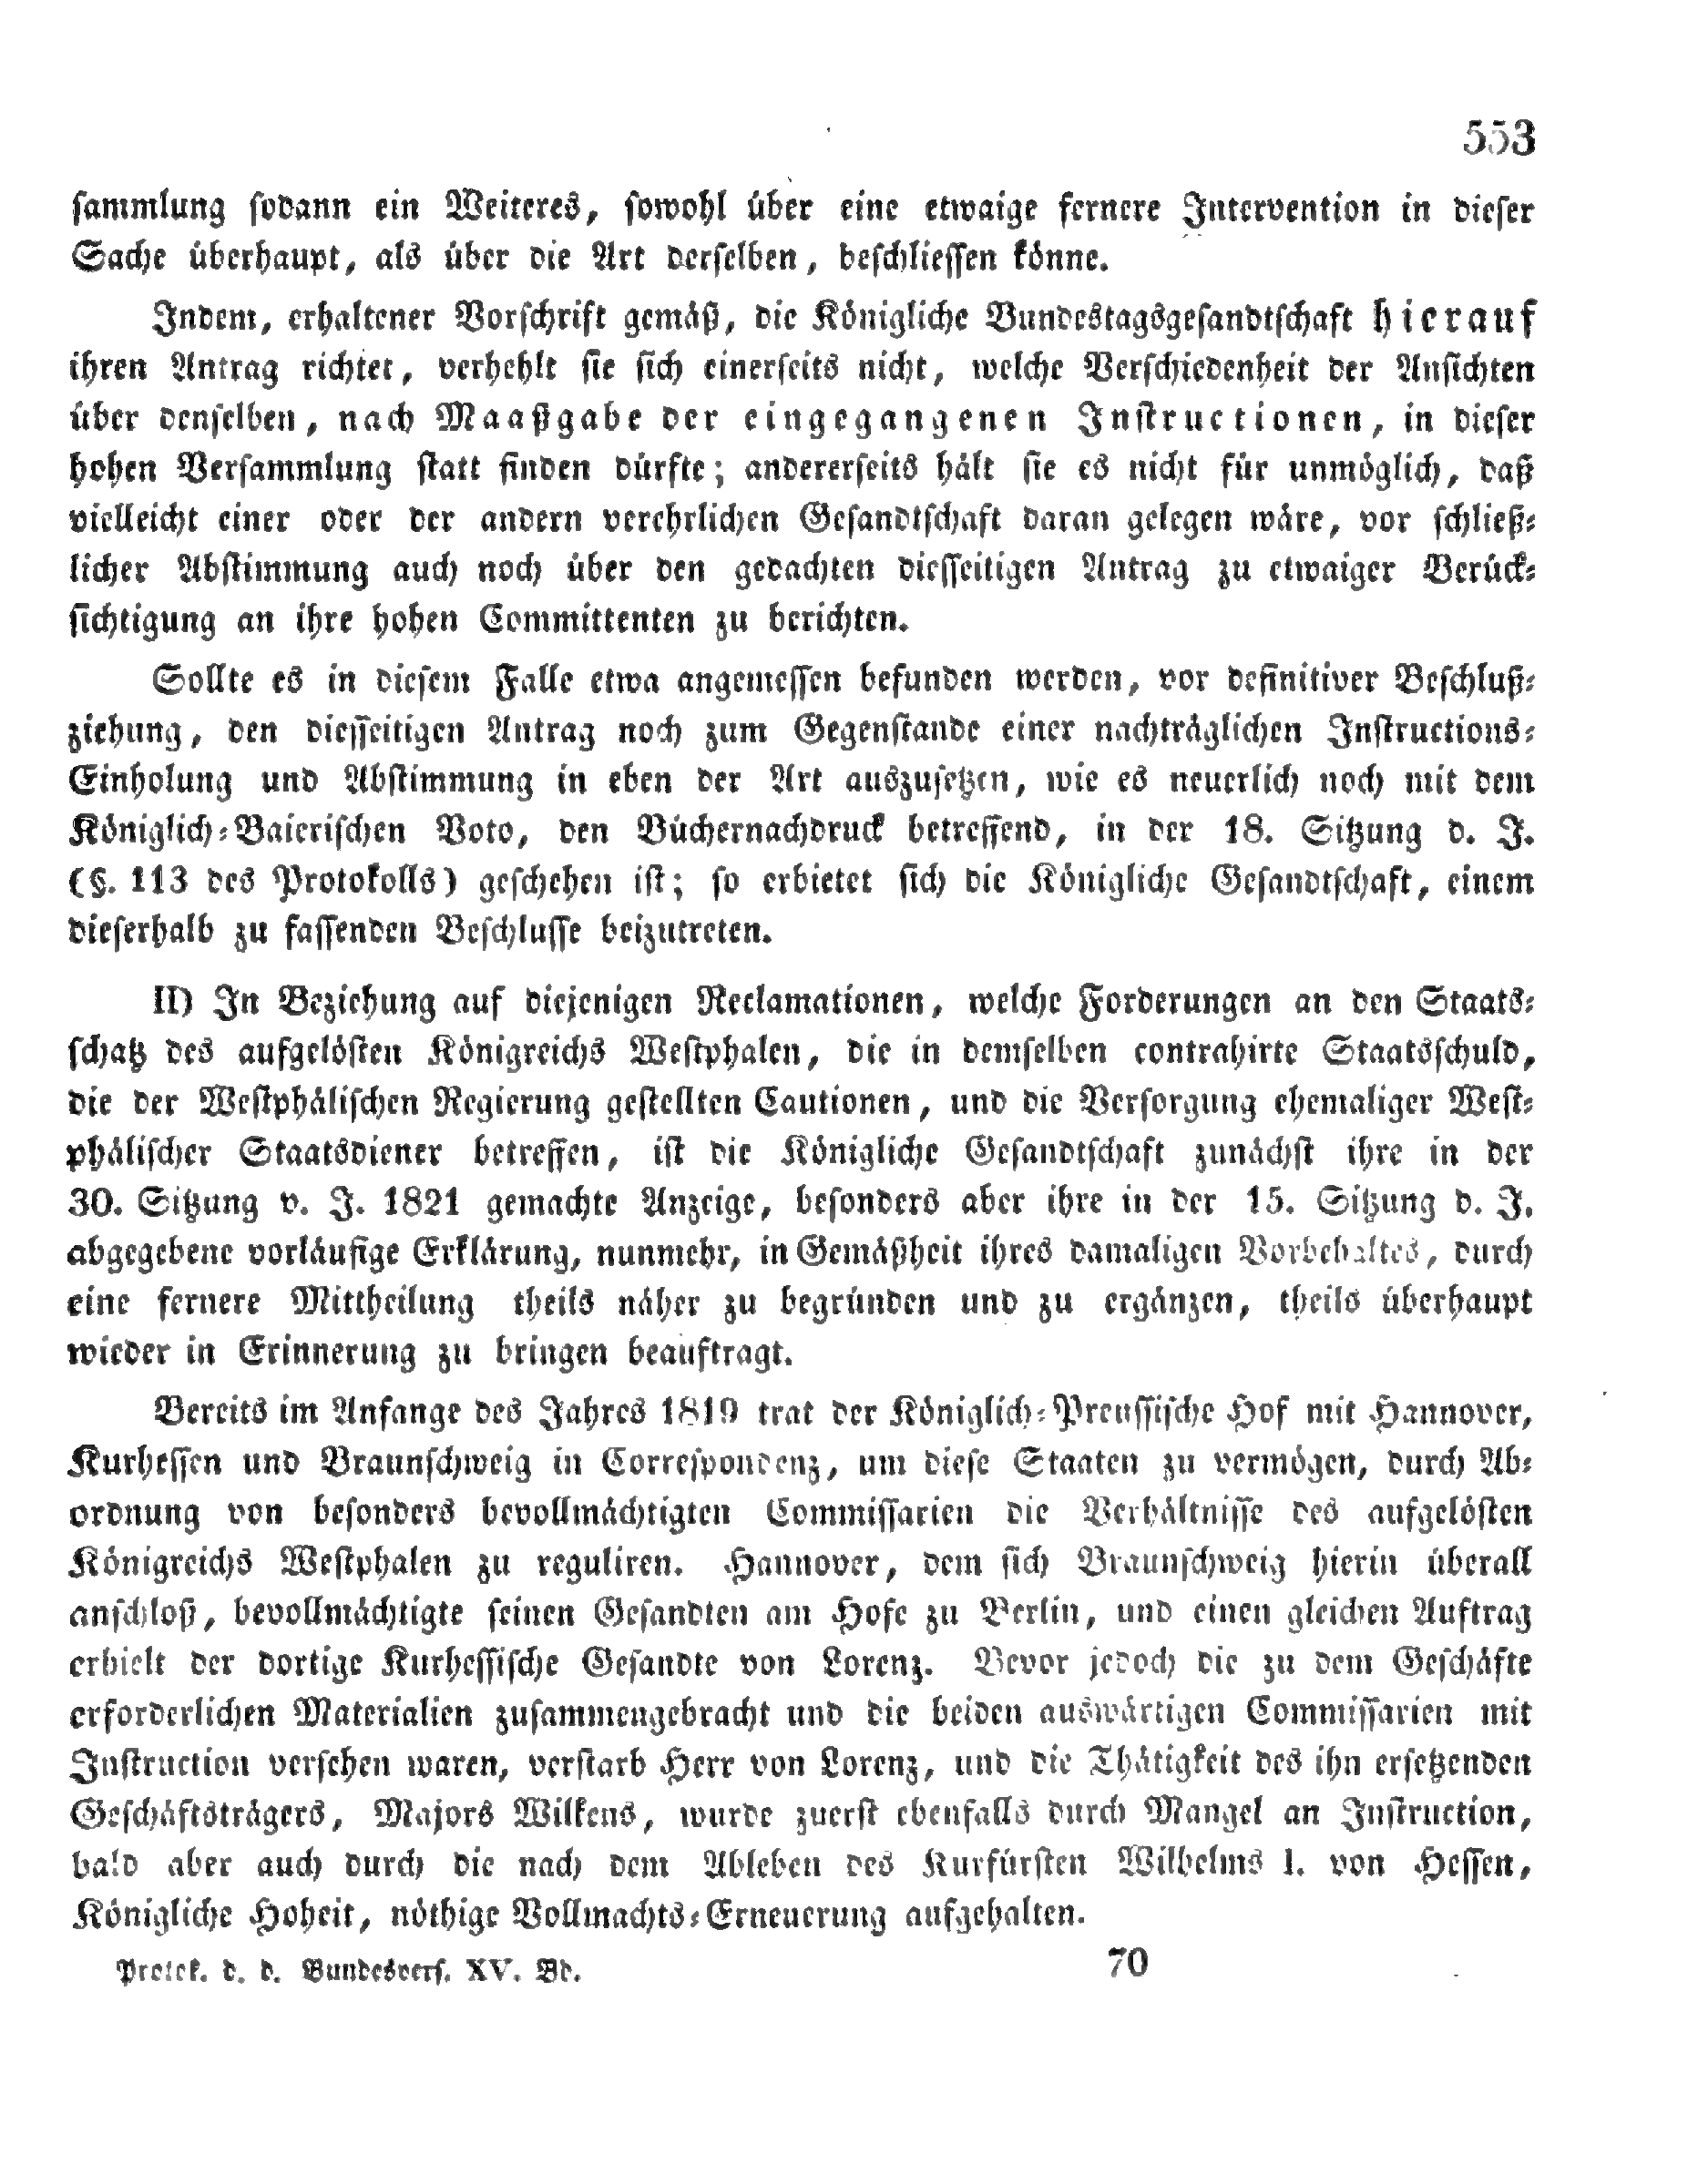 553
sammlung sodann ein Weiteres, sowohl über eine etwaige fernere Intervention in dieser
Sache überhaupt, als über die Art derselben, beschliessen könne.
Indem, erhaltener Vorschrift gemäß, die Königliche Bundestagsgesandtschaft hierauf
ihren Antrag richtet, verhehlt sie sich einerseits nicht, welche Verschiedenheit der Ansichten
über denselben, nach Maaßgabe der eingegangenen Instructionen, in dieser
hohen Versammlung statt finden dürfte; andererseits hält sie es nicht für unmöglich, daß
vielleicht einer oder der andern verehrlichen Gesandtschaft daran gelegen wäre, vor schließ-
licher Abstimmung auch noch über den gedachten diesseitigen Antrag zu etwaiger Berück-
sichtigung an ihre hohen Committenten zu berichten.
Sollte es in diesem Falle etwa angemessen befunden werden, vor definitiver Beschluß-
ziehung, den diesseitigen Antrag noch zum Gegenstande einer nachträglichen Instructions-
Einholung und Abstimmung in eben der Art auszusetzen, wie es neuerlich noch mit dem
Königlich-Baierischen Voto, den Büchernachdruck betreffend, in der 18. Sitzung d. J.
(§. 113 des Protokolls) geschehen ist; so erbietet sich die Königliche Gesandtschaft, einem
dieserhalb zu fassenden Beschlusse beizutreten.
II) In Beziehung auf diejenigen Reclamationen, welche Forderungen an den Staats-
schatz des aufgelösten Königreichs Westphalen, die in demselben contrahirte Staatsschuld,
die der Westphälischen Regierung gestellten Cautionen, und die Versorgung ehemaliger West-
phälischer Staatsdiener betreffen, ist die Königliche Gesandtschaft zunächst ihre in der
30. Sitzung v. J. 1821 gemachte Anzeige, besonders aber ihre in der 15. Sitzung d. J.
abgegebene vorläufige Erklärung, nunmehr, in Gemäßheit ihres damaligen Vorbehaltes, durch
eine fernere Mittheilung theils näher zu begründen und zu ergänzen, theils überhaupt
wieder in Erinnerung zu bringen beauftragt.
Bereits im Anfange des Jahres 1819 trat der Königlich-Preussische Hof mit Hannover,
Kurhessen und Braunschweig in Correspondenz, um diese Staaten zu vermögen, durch Ab-
ordnung von besonders bevollmächtigten Commissarien die Verhältnisse des aufgelösten
Königreichs Westphalen zu reguliren. Hannover, dem sich Braunschweig hierin überall
anschloß, bevollmächtigte seinen Gesandten am Hofe zu Berlin, und einen gleichen Auftrag
erhielt der dortige Kurhessische Gesandte von Lorenz. Bevor jedoch die zu dem Geschäfte
erforderlichen Materialien zusammengebracht und die beiden auswärtigen Commissarien mit
Instruction versehen waren, verstarb Herr von Lorenz, und die Thätigkeit des ihn ersetzenden
Geschäftsträgers, Majors Wilkens, wurde zuerst ebenfalls durch Mangel an Instruction,
bald aber auch durch die nach dem Ableben des Kurfürsten Wilhelms I. von Hessen,
Königliche Hoheit, nöthige Vollmachts-Erneuerung aufgehalten.
Protok. d. d. Bundesvers. XV. Bd. 70